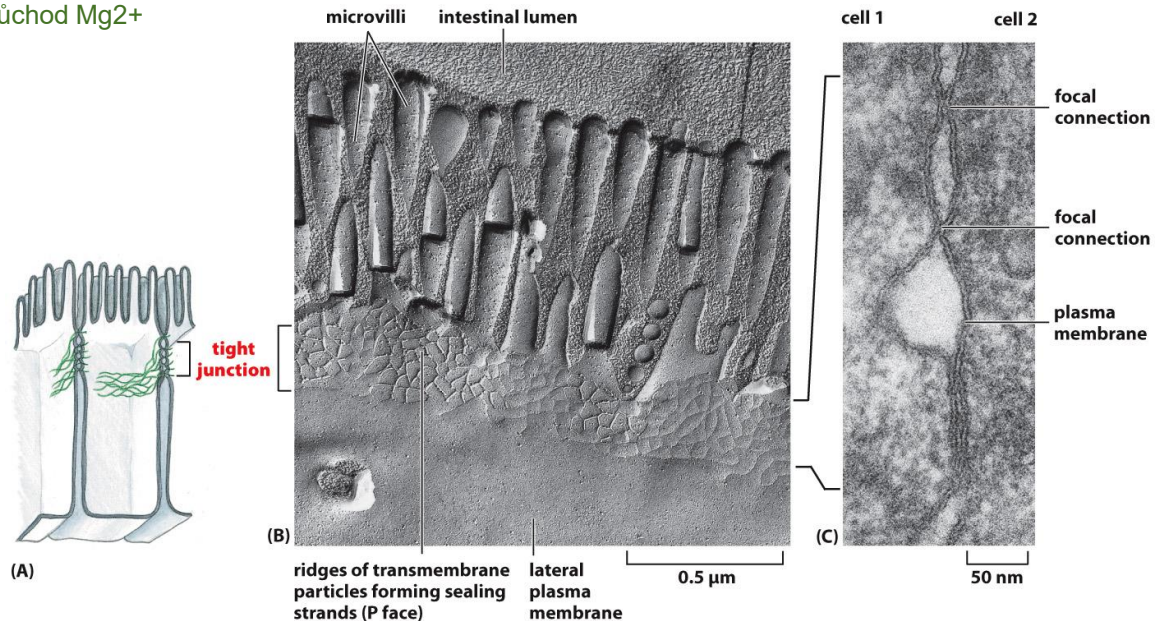 ůchod Mg2+
microvilli
intestinal lumen
cell 1
cell 2
focal
connection
focal
connection
plasma
membrane
tight
junction
(A)
(B)
(C)
ridges of transmembrane
particles forming sealing
strands (P face)
lateral
plasma
membrane
0.5 μm
50 nm